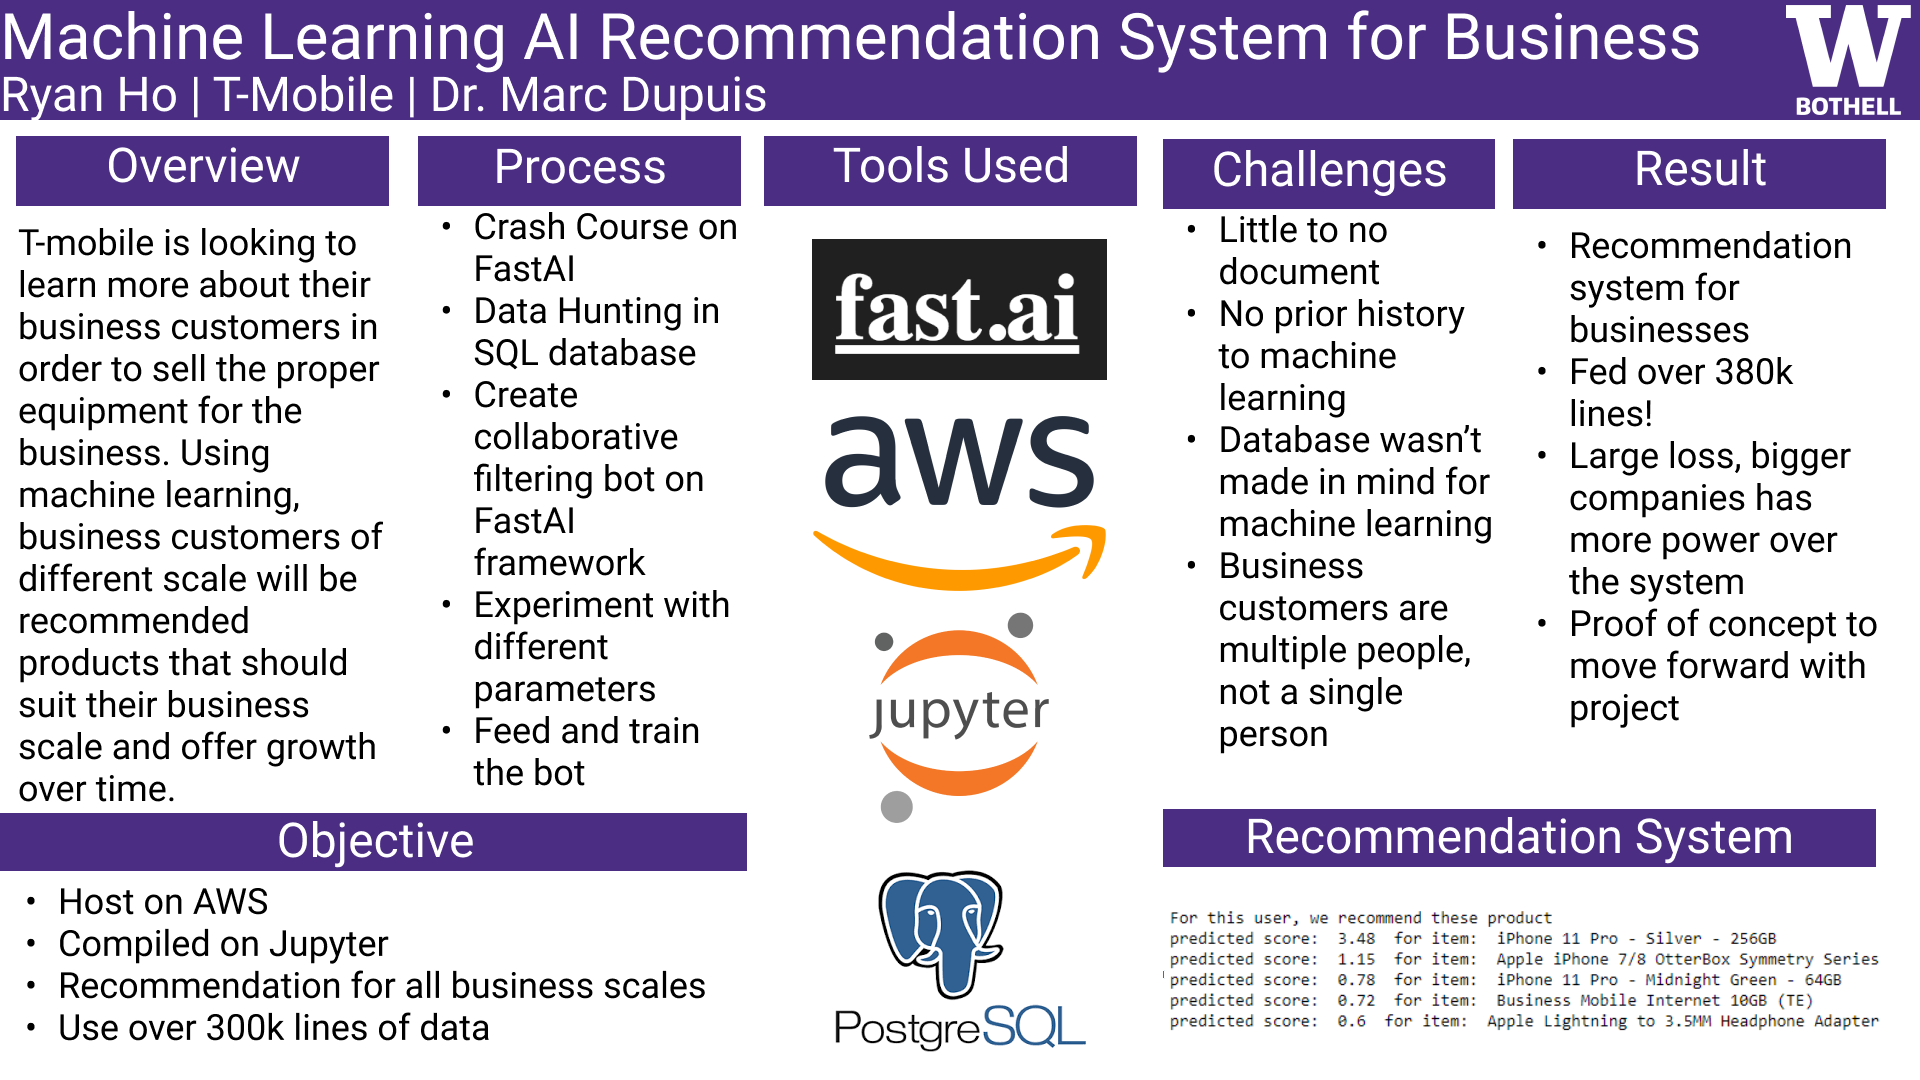 Machine Learning AI Recommendation System for Business
Ryan Ho | T-Mobile | Dr. Marc Dupuis
W
BOTHELL
Overview
T-mobile is looking to
learn more about their
business customers in
order to sell the proper
equipment for the
business. Using
machine learning,
business customers of
different scale will be
recommended
products that should
suit their business
scale and offer growth
over time.
Process
• Crash Course on
FastAI
• Data Hunting in
SQL database
• Create
collaborative
filtering bot on
FastAI
framework
• Experiment with
different
parameters
• Feed and train
the bot
Objective
• Host on AWS
• Compiled on Jupyter
• Recommendation for all business scales
• Use over 300k lines of data
Tools Used
fast.ai
aws
jupyter
PostgreSQL
Challenges
• Little to no
document
• No prior history
to machine
learning
• Database wasn’t
made in mind for
machine learning
• Business
customers are
multiple people,
not a single
person
Result
• Recommendation
system for
businesses
• Fed over 380k
lines!
• Large loss, bigger
companies has
more power over
the system
• Proof of concept to
move forward with
project
Recommendation System
For this user, we recommend these product
predicted score: 3.48 for item: iPhone 11 Pro - Silver - 256GB
predicted score: 1.15 for item: Apple iPhone 7/8 OtterBox Symmetry Series
predicted score: 0.78 for item: iPhone 11 Pro - Midnight Green - 64GB
predicted score: 0.72 for item: Business Mobile Internet 10GB (TE)
predicted score: 0.6 for item: Apple Lightning to 3.5MM Headphone Adapter